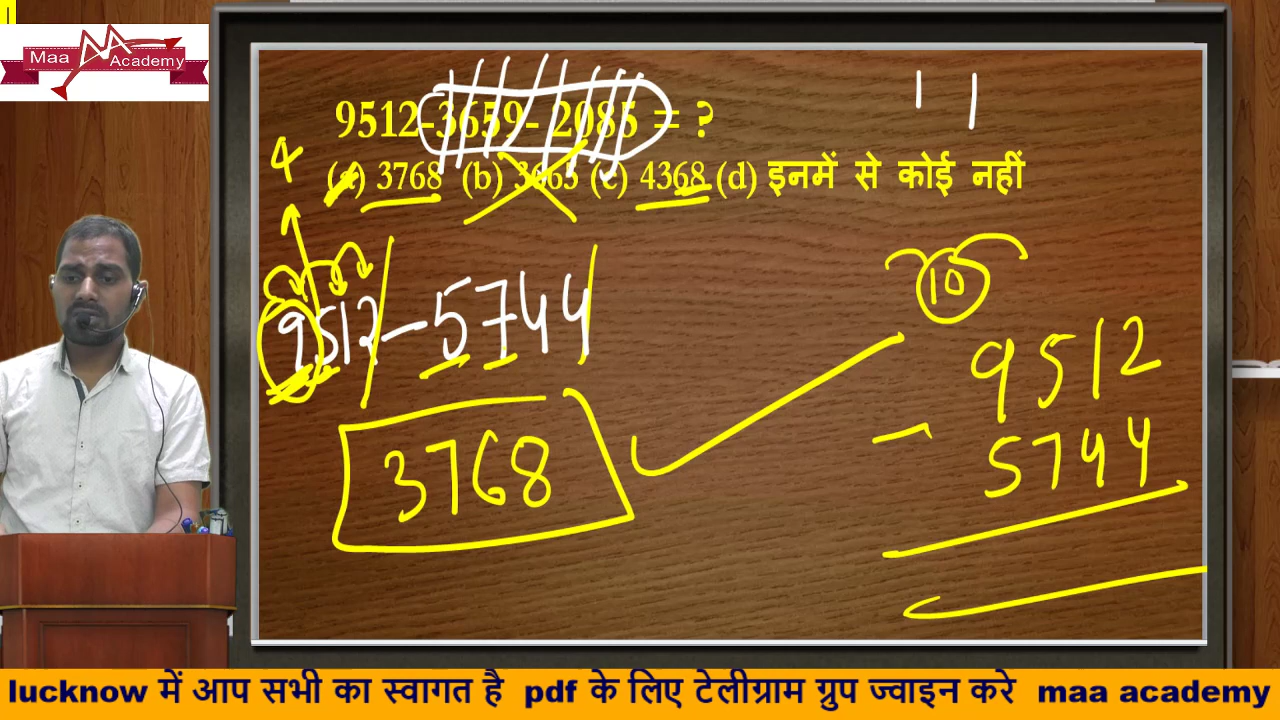 Maa Academy
9512-3659- 2085 = ?
(a) 3768 (b) 3665 (c) 4368 (d) इनमें से कोई नहीं
4
9512 - 5744
10
9512
- 5744
3768
lucknow में आप सभी का स्वागत है pdf के लिए टेलीग्राम ग्रुप ज्वाइन करे maa academy